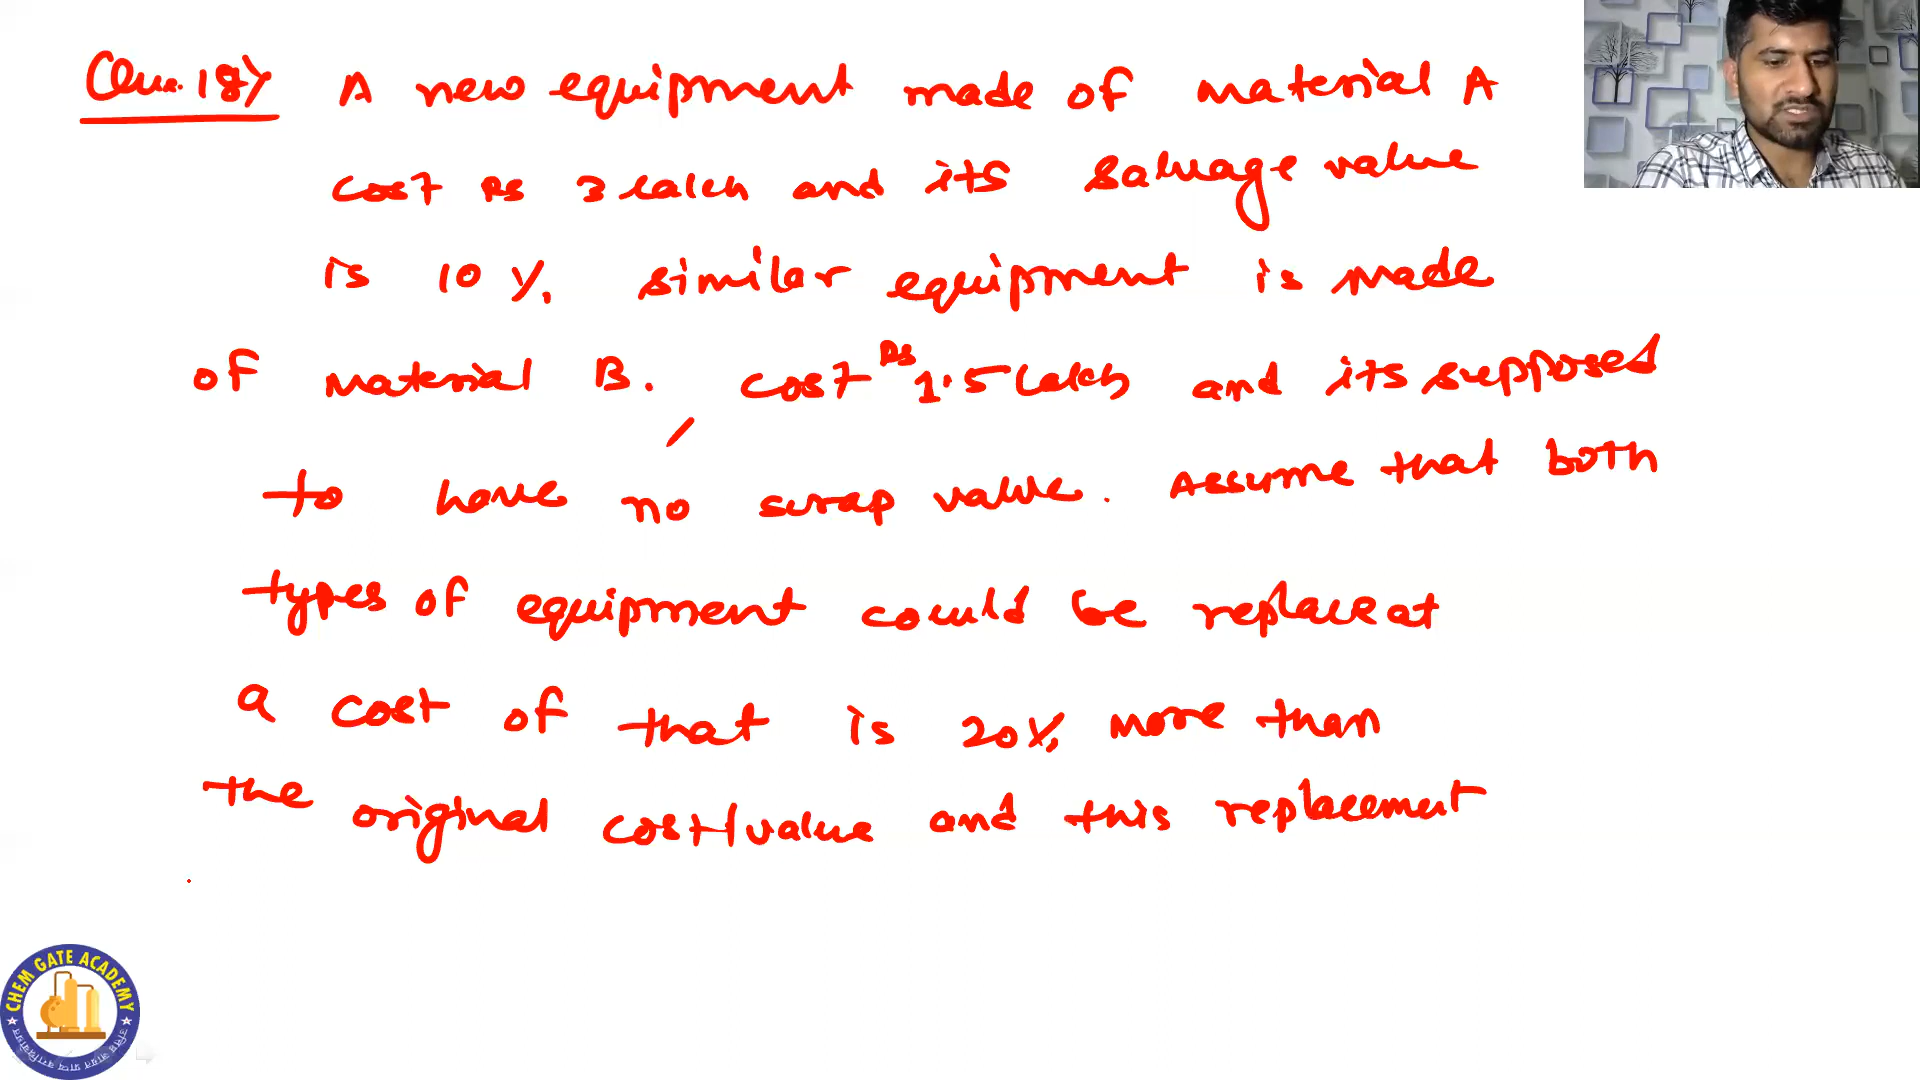 Que. 18) A new equipment made of material A
cost Rs 3 lakh and its salvage value
is 10 %. similar equipment is made
of material B. cost Rs 1.5 lakh and its supposed
to have no scrap value. Assume that both
types of equipment could be replace at
a cost of that is 20% more than
the original cost/value and this replacement
CHEM GATE ACADEMY